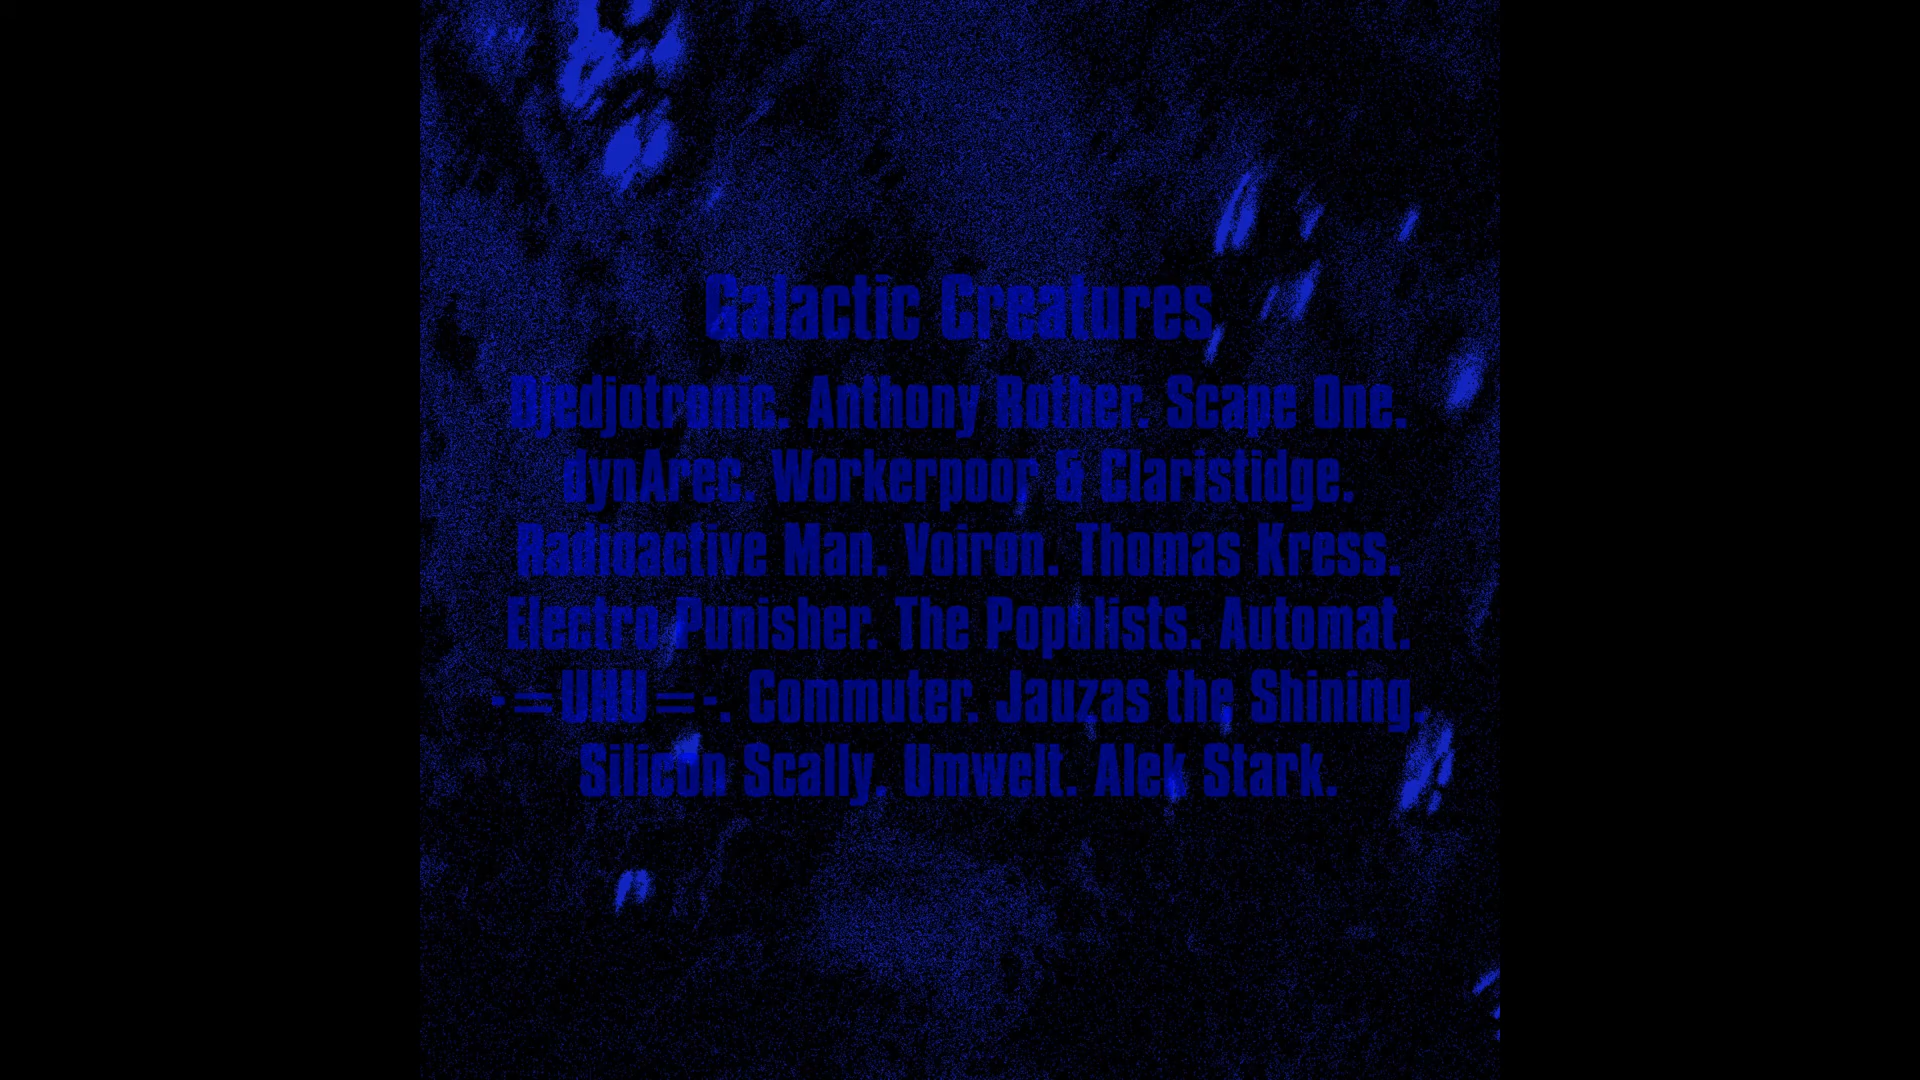 Galactic Creatures
Djedjotronic. Anthony Rother. Scape One.
dynArec. Workerpoor & Claristidge.
Radioactive Man. Voiron. Thomas Kress.
Electro Punisher. The Populists. Automat.
-=UHU=-. Commuter. Jauzas the Shining.
Silicon Scally. Umwelt. Alek Stark.